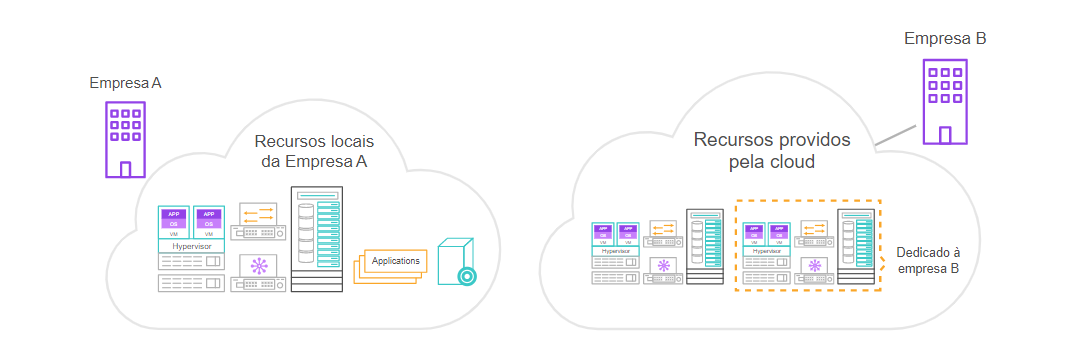 Empresa A
Recursos locais
da Empresa A
APP
APP
OS
OS
VM
VM
Hypervisor
Applications
Empresa B
Recursos providos
pela cloud
APP
APP
OS
OS
VM
VM
Hypervisor
APP
APP
OS
OS
VM
VM
Hypervisor
Dedicado à
empresa B